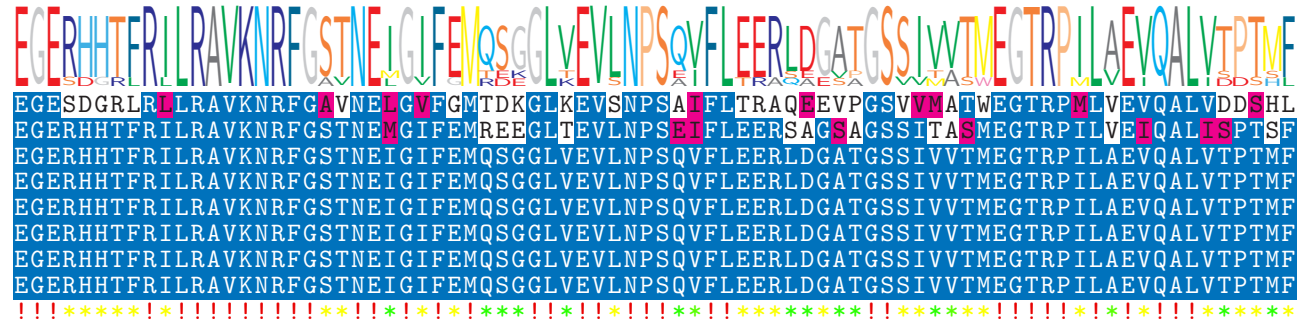 EGERHHTFRILRAVKNRFGSTNEIGIFEMQSGGLVEVLNPSQVFLEERLDGATGSSIVVTMEGTRPILAEVQALVTPTMF
EGESDGRLRLLRAVKNRFGAVNELGVFGMTDKGLKEVSNPSAIFLTRAQEEVPGSVVMATWEGTRPMLVEVQALVDDSHL
EGERHHTFRILRAVKNRFGSTNEMGIFEMREEGLTEVLNPSEIFLEERSAGSAGSSITASMEGTRPILVEIQALISPTSF
EGERHHTFRILRAVKNRFGSTNEIGIFEMQSGGLVEVLNPSQVFLEERLDGATGSSIVVTMEGTRPILAEVQALVTPTMF
EGERHHTFRILRAVKNRFGSTNEIGIFEMQSGGLVEVLNPSQVFLEERLDGATGSSIVVTMEGTRPILAEVQALVTPTMF
EGERHHTFRILRAVKNRFGSTNEIGIFEMQSGGLVEVLNPSQVFLEERLDGATGSSIVVTMEGTRPILAEVQALVTPTMF
EGERHHTFRILRAVKNRFGSTNEIGIFEMQSGGLVEVLNPSQVFLEERLDGATGSSIVVTMEGTRPILAEVQALVTPTMF
EGERHHTFRILRAVKNRFGSTNEIGIFEMQSGGLVEVLNPSQVFLEERLDGATGSSIVVTMEGTRPILAEVQALVTPTMF
EGERHHTFRILRAVKNRFGSTNEIGIFEMQSGGLVEVLNPSQVFLEERLDGATGSSIVVTMEGTRPILAEVQALVTPTMF
!!!*****!*!!!!!!!!!**!!*!*!*!***!!*!!*!!!**!!********!!******!!!!!*!*!*!!!******